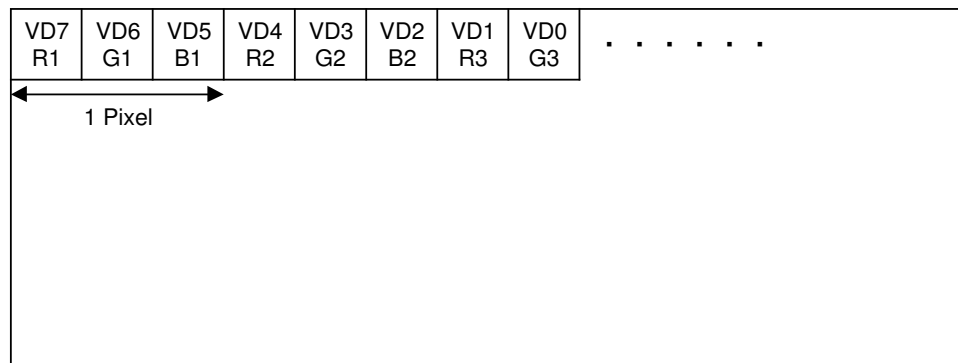 VD7 VD6 VD5 VD4 VD3 VD2 VD1 VD0 . . . . . .
R1 G1 B1 R2 G2 B2 R3 G3
1 Pixel